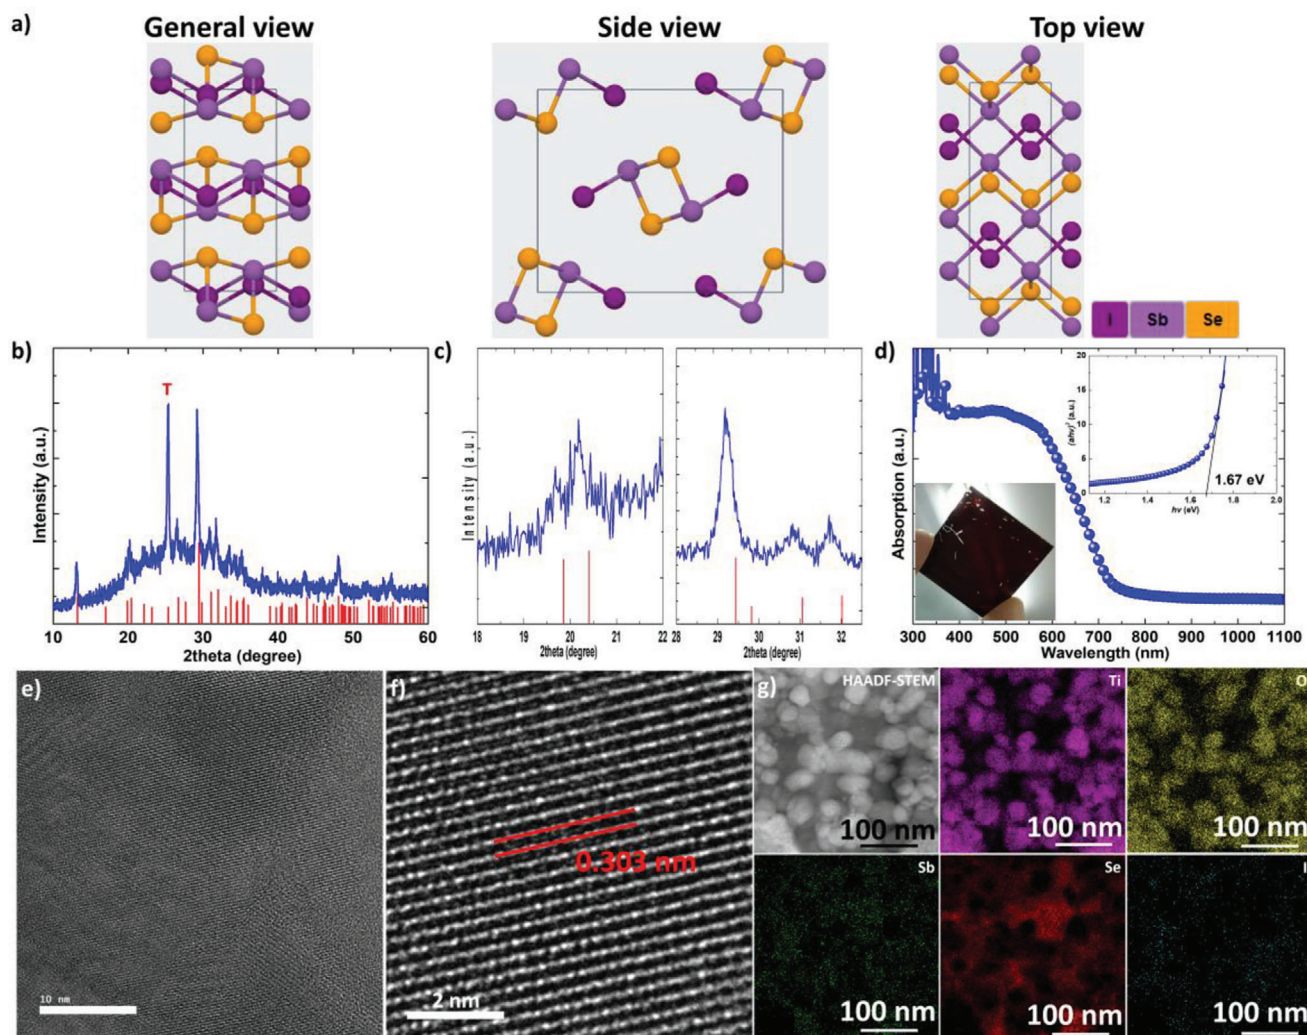 a)
General view
Side view
Top view
I Sb Se
b)
T
Intensity (a.u.)
10 20 30 40 50 60
2theta (degree)
c)
Intensity (a.u.)
18 19 20 21 22
2theta (degree)
28 29 30 31 32
2theta (degree)
d)
Absorption (a.u.)
300 400 500 600 700 800 900 1000 1100
Wavelength (nm)
(ahν)² (a.u.)
20
15
10
5
0
1.67 eV
1.2 1.4 1.6 1.8 2.0
hν (eV)
e)
10 nm
f)
0.303 nm
2 nm
g)
HAADF-STEM
100 nm
Ti
100 nm
O
100 nm
Sb
100 nm
Se
100 nm
I
100 nm